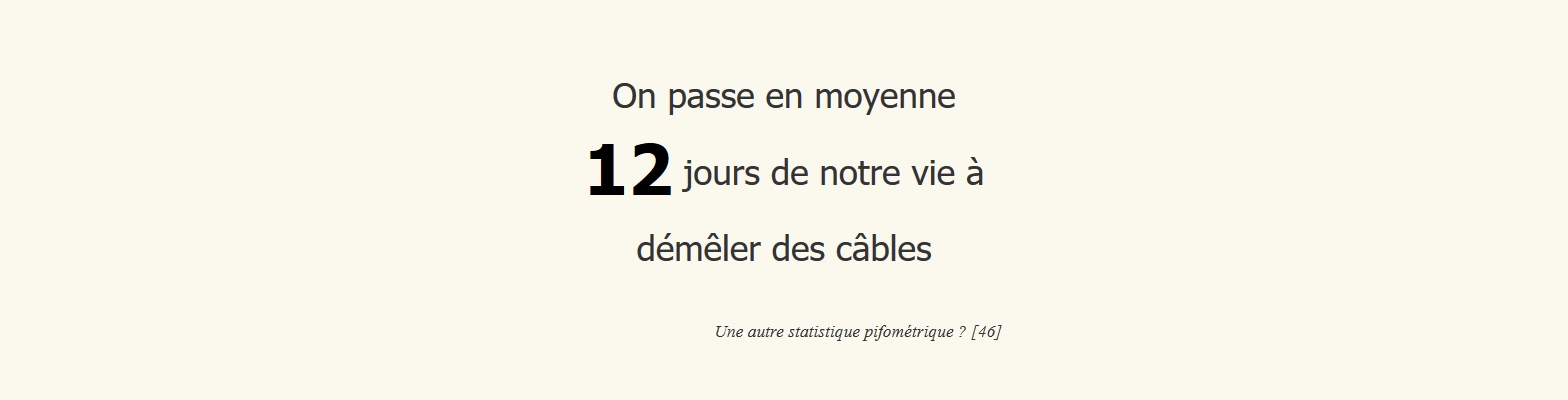 On passe en moyenne
12 jours de notre vie à
démêler des câbles
Une autre statistique pifométrique ? [46]